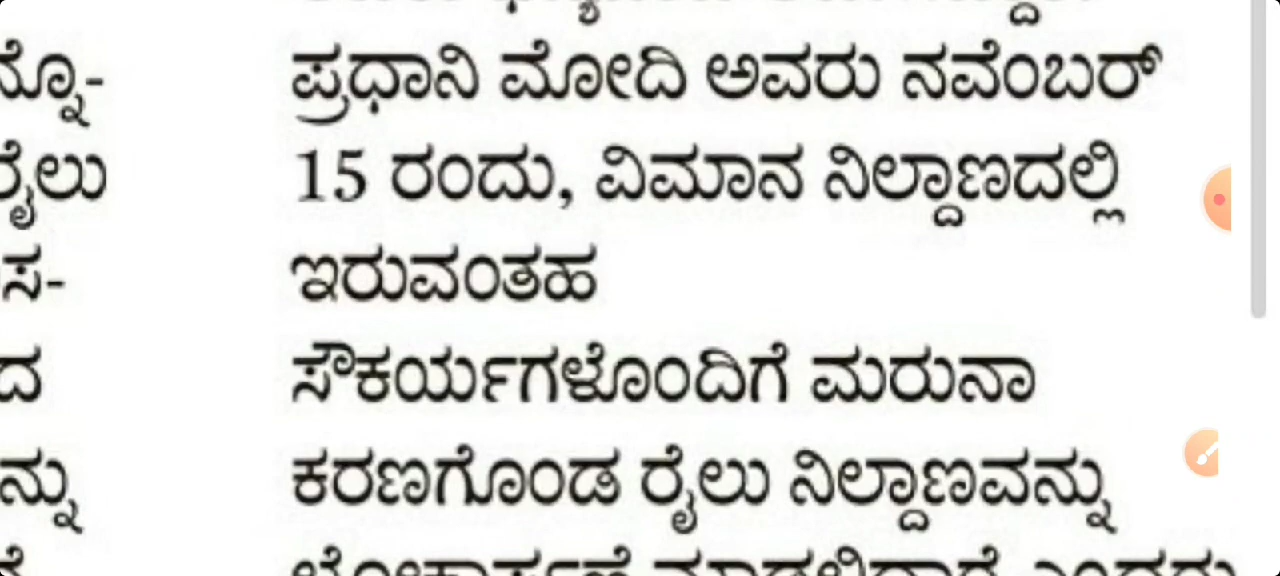 ನ್ನೊ-
ರೈಲು
ಸ-
ದ
ನ್ನು
ಪ್ರಧಾನಿ ಮೋದಿ ಅವರು ನವೆಂಬರ್
15 ರಂದು, ವಿಮಾನ ನಿಲ್ದಾಣದಲ್ಲಿ
ಇರುವಂತಹ
ಸೌಕರ್ಯಗಳೊಂದಿಗೆ ಮರುನಾ
ಕರಣಗೊಂಡ ರೈಲು ನಿಲ್ದಾಣವನ್ನು